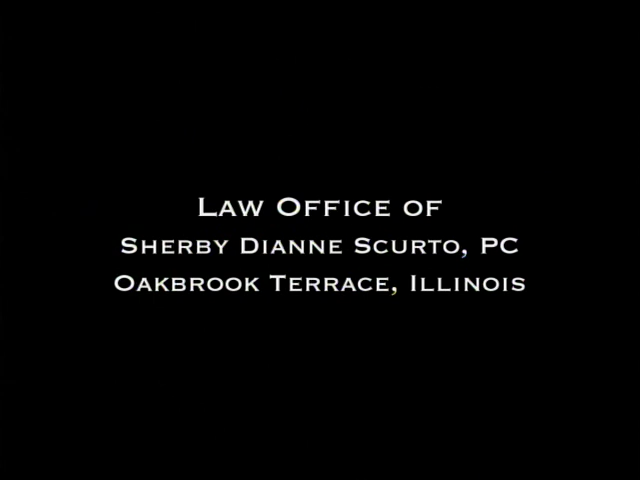 Law Office of
Sherby Dianne Scurto, PC
Oakbrook Terrace, Illinois